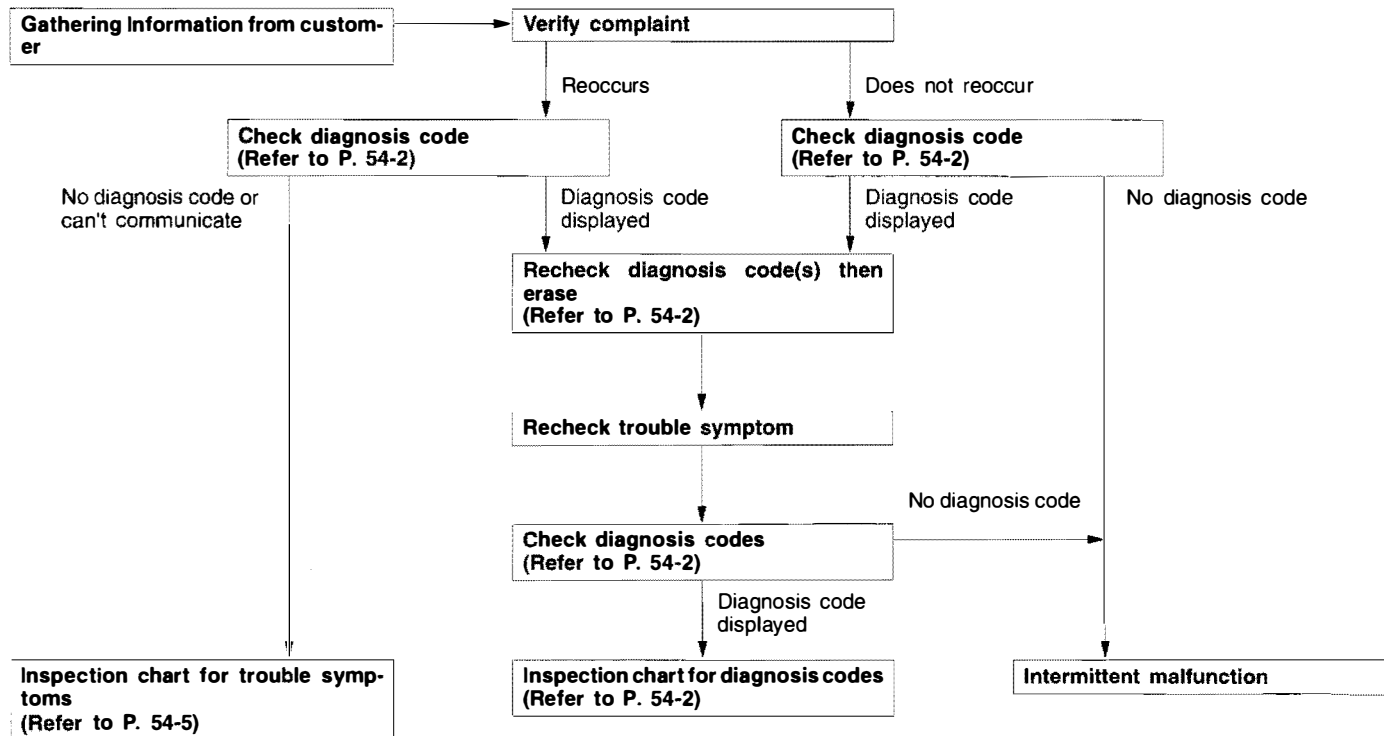 Gathering Information from custom-
er
Verify complaint
Reoccurs
Does not reoccur
Check diagnosis code
(Refer to P. 54-2)
Check diagnosis code
(Refer to P. 54-2)
No diagnosis code or
can't communicate
Diagnosis code
displayed
Diagnosis code
displayed
No diagnosis code
Recheck diagnosis code(s) then
erase
(Refer to P. 54-2)
Recheck trouble symptom
No diagnosis code
Check diagnosis codes
(Refer to P. 54-2)
Diagnosis code
displayed
Inspection chart for trouble symp-
toms
(Refer to P. 54-5)
Inspection chart for diagnosis codes
(Refer to P. 54-2)
Intermittent malfunction